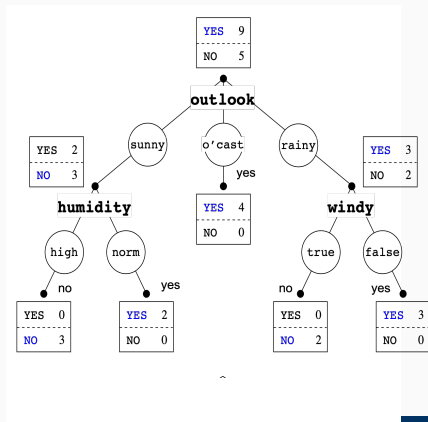 YES 9
NO 5
outlook
sunny
o'cast
rainy
yes
YES 2
NO 3
YES 3
NO 2
humidity
YES 4
NO 0
windy
high
norm
true
false
no
yes
no
yes
YES 0
NO 3
YES 2
NO 0
YES 0
NO 2
YES 3
NO 0